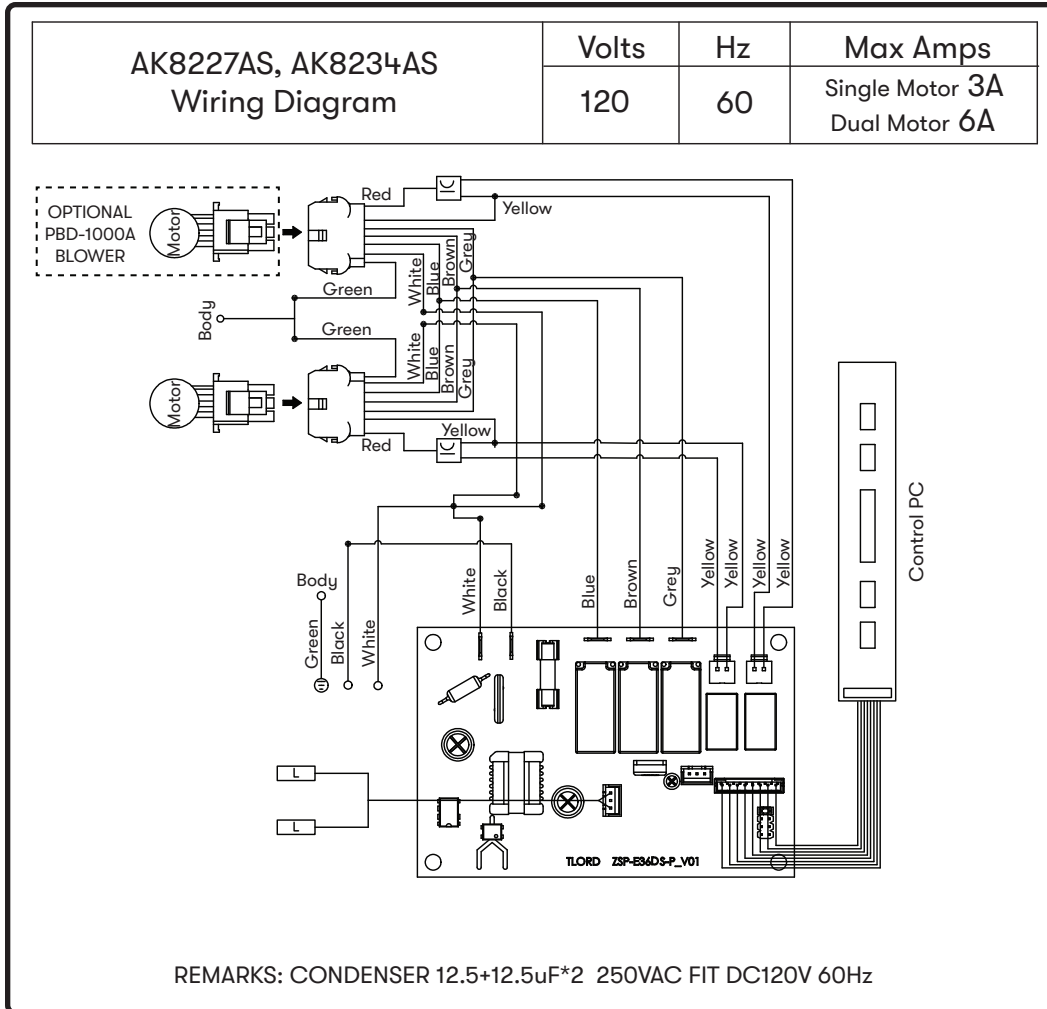 AK8227AS, AK8234AS
Wiring Diagram
Volts
Hz
Max Amps
120
60
Single Motor 3A
Dual Motor 6A
OPTIONAL
PBD-1000A
BLOWER
Motor
Red
Yellow
White
Blue
Brown
Grey
Green
Body
Green
White
Blue
Brown
Grey
Motor
Yellow
Red
Control PC
Body
Green
Black
White
White
Black
Blue
Brown
Grey
Yellow
Yellow
Yellow
Yellow
L
L
TLORD ZSP-E36DS-P_V01
REMARKS: CONDENSER 12.5+12.5uF*2 250VAC FIT DC120V 60Hz